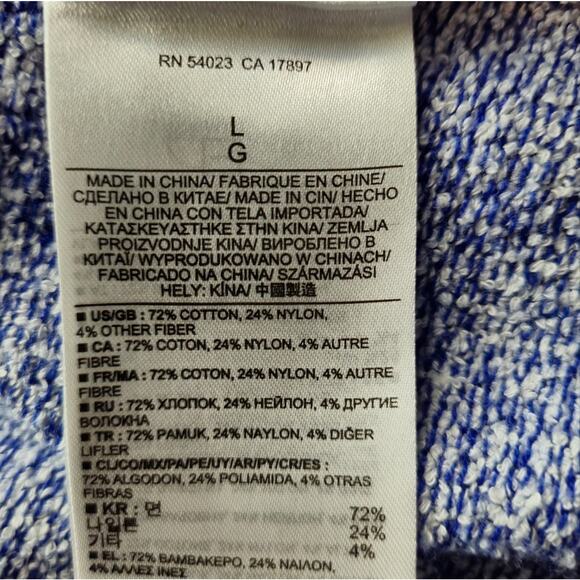 RN 54023 CA 17897
L
G
MADE IN CHINA/ FABRIQUE EN CHINE/
СДЕЛАНО В КИТАЕ/ MADE IN CIN/ HECHO
EN CHINA CON TELA IMPORTADA/
ΚΑΤΑΣΚΕΥΑΣΤΗΚΕ ΣΤΗΝ ΚΙΝΑ/ ZEMLJA
PROIZVODNJE KINA/ ВИРОБЛЕНО В
КИТАЇ/ WYPRODUKOWANO W CHINACH/
FABRICADO NA CHINA/ SZÁRMAZÁSI
HELY: KÍNA/ 中國製造
■ US/GB : 72% COTTON, 24% NYLON,
4% OTHER FIBER
■ CA : 72% COTON, 24% NYLON, 4% AUTRE
FIBRE
■ FR/MA : 72% COTON, 24% NYLON, 4% AUTRE
FIBRE
■ RU : 72% ХЛОПОК, 24% НЕЙЛОН, 4% ДРУГИЕ
ВОЛОКНА
■ TR : 72% PAMUK, 24% NAYLON, 4% DIĞER
LIFLER
■ CL/CO/MX/PA/PE/UY/AR/PY/CR/ES :
72% ALGODON, 24% POLIAMIDA, 4% OTRAS
FIBRAS
■ KR : 면 72%
나일론 24%
기타 4%
■ EL : 72% ΒΑΜΒΑΚΕΡΟ, 24% ΝΑΙΛΟΝ,
4% ΑΛΛΕΣ ΙΝΕΣ